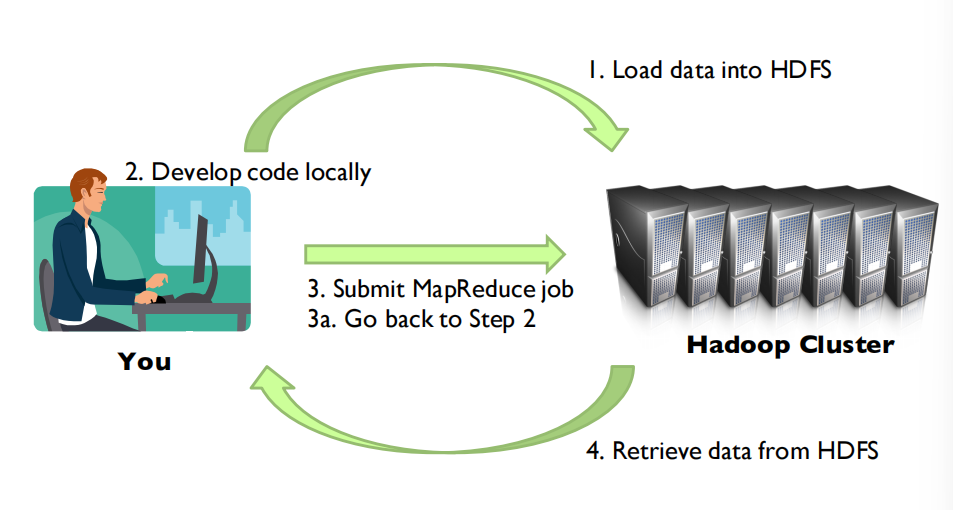 1. Load data into HDFS
2. Develop code locally
3. Submit MapReduce job
3a. Go back to Step 2
Hadoop Cluster
You
4. Retrieve data from HDFS